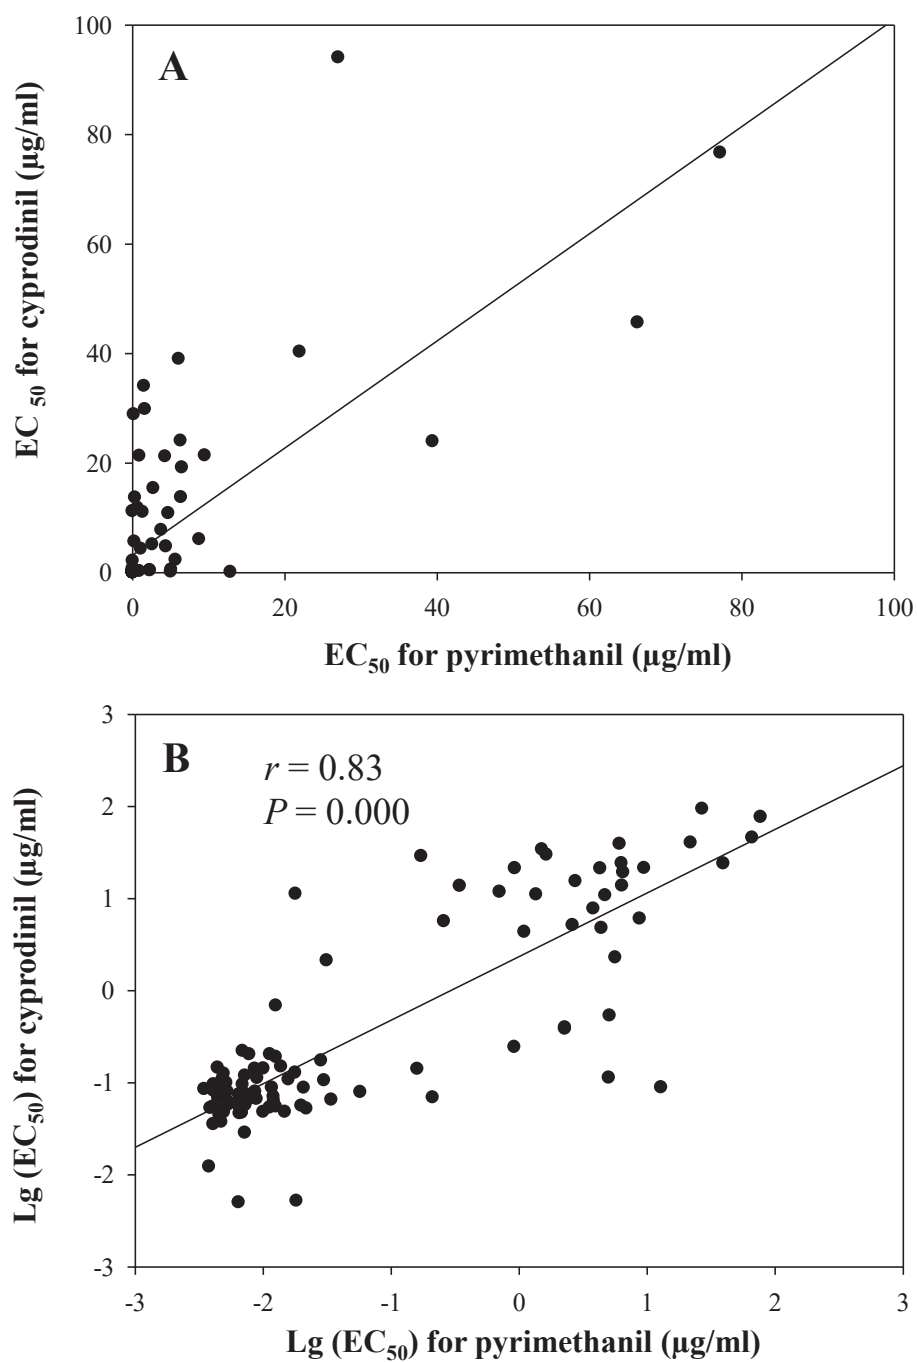 A
100
80
60
40
20
0
EC 50 for cyprodinil (µg/ml)
0 20 40 60 80 100
EC50 for pyrimethanil (µg/ml)
B
r = 0.83
P = 0.000
3
2
1
0
-1
-2
-3
Lg (EC50) for cyprodinil (µg/ml)
-3 -2 -1 0 1 2 3
Lg (EC50) for pyrimethanil (µg/ml)